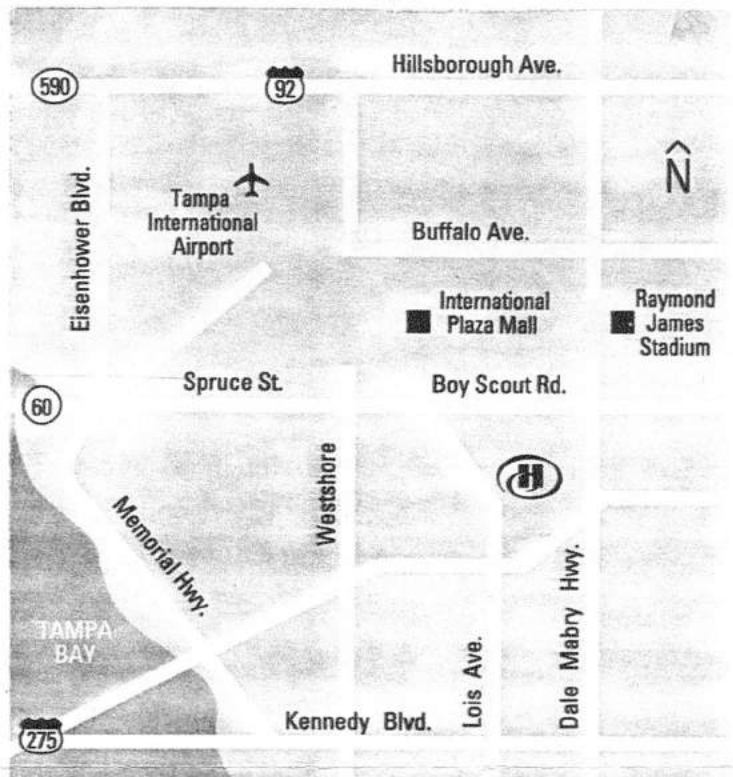 Hillsborough Ave.
590
92
N
Eisenhower Blvd.
Tampa
International
Airport
Buffalo Ave.
International
Plaza Mall
Raymond
James
Stadium
Spruce St.
Boy Scout Rd.
60
H
Westshore
Memorial Hwy.
TAMPA
BAY
Lois Ave.
Dale Mabry Hwy.
Kennedy Blvd.
275